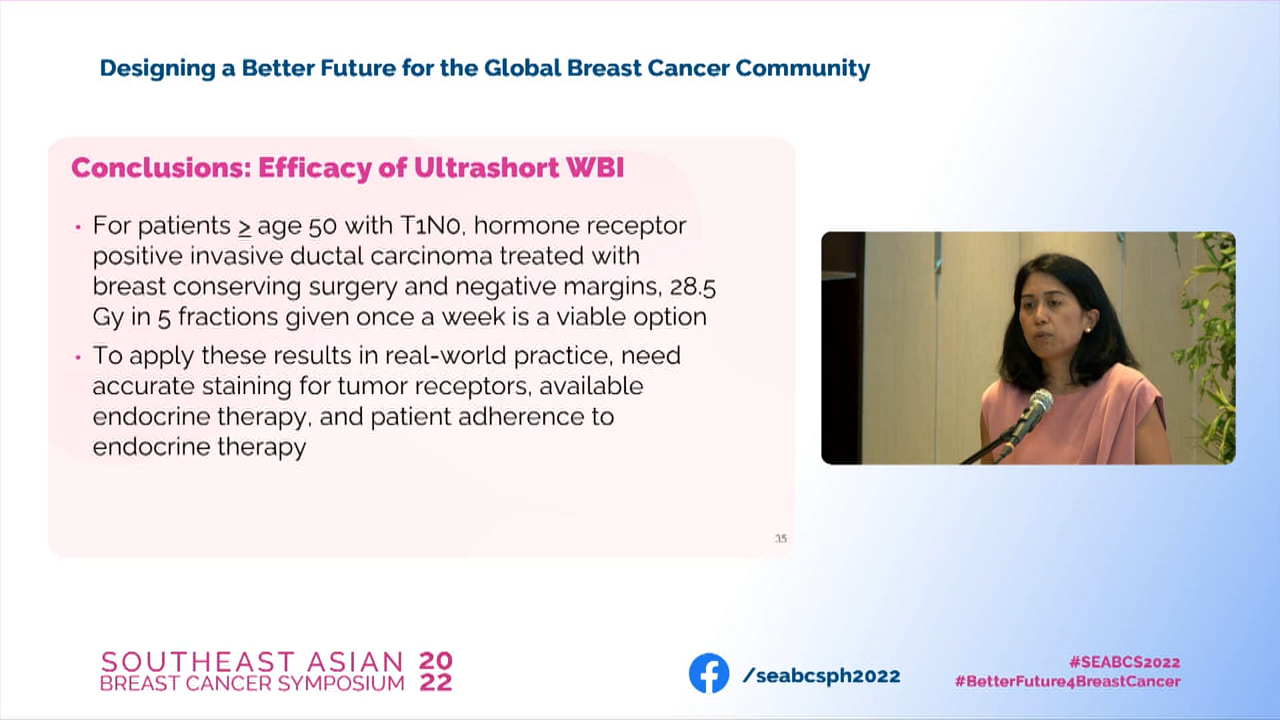 Designing a Better Future for the Global Breast Cancer Community
Conclusions: Efficacy of Ultrashort WBI
• For patients ≥ age 50 with T1N0, hormone receptor
positive invasive ductal carcinoma treated with
breast conserving surgery and negative margins, 28.5
Gy in 5 fractions given once a week is a viable option
• To apply these results in real-world practice, need
accurate staining for tumor receptors, available
endocrine therapy, and patient adherence to
endocrine therapy
15
SOUTHEAST ASIAN 20
BREAST CANCER SYMPOSIUM 22
/seabcsph2022
#SEABCS2022
#BetterFuture4BreastCancer